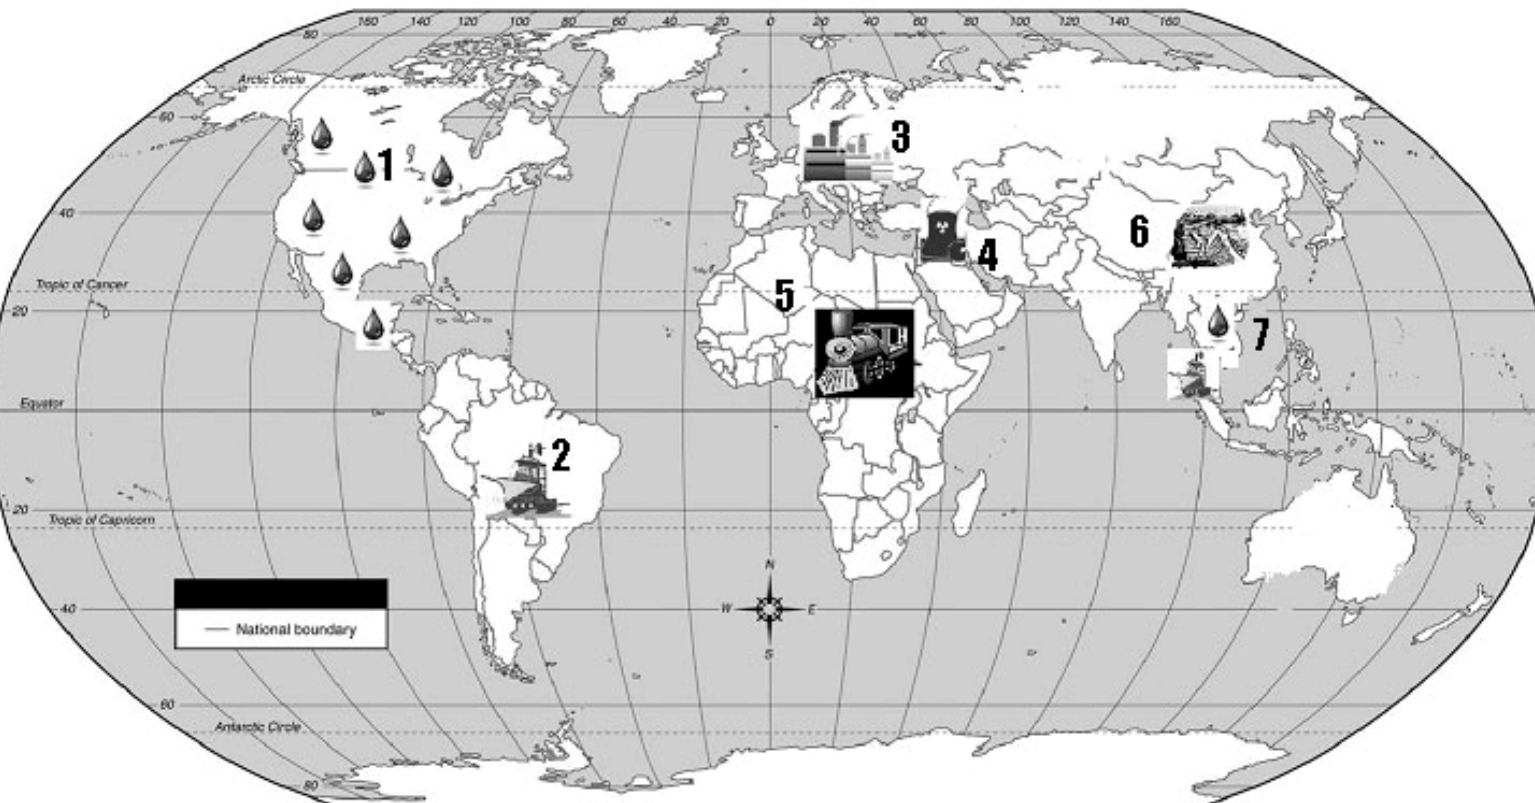 160 140 120 100 80 60 40 20 0 20 40 60 80 100 120 140 160
80
Arctic Circle
60
3
1
40
6
4
Tropic of Cancer
5
20
7
Equator
2
20
Tropic of Capricorn
N
W E
S
40
National boundary
60
Antarctic Circle
80